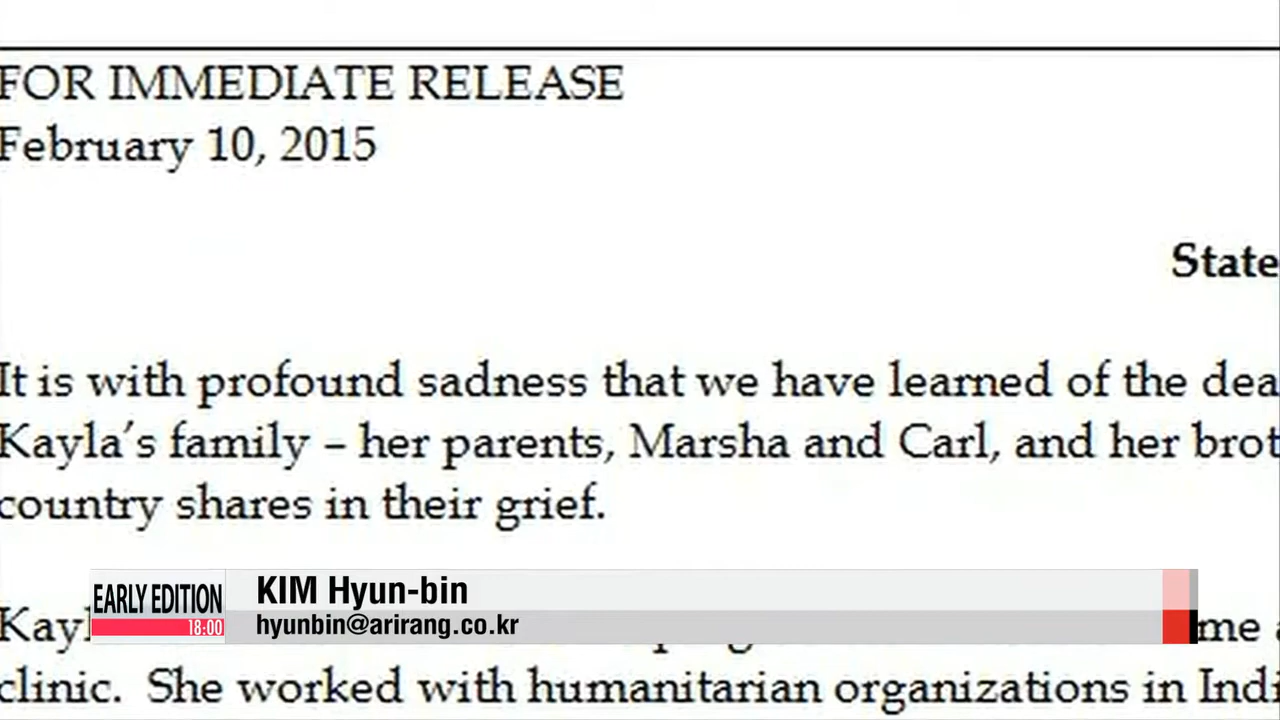 FOR IMMEDIATE RELEASE
February 10, 2015
State
It is with profound sadness that we have learned of the dea
Kayla's family – her parents, Marsha and Carl, and her brot
country shares in their grief.
EARLY EDITION
18:00
KIM Hyun-bin
hyunbin@arirang.co.kr
Kayl
me
clinic. She worked with humanitarian organizations in Indi